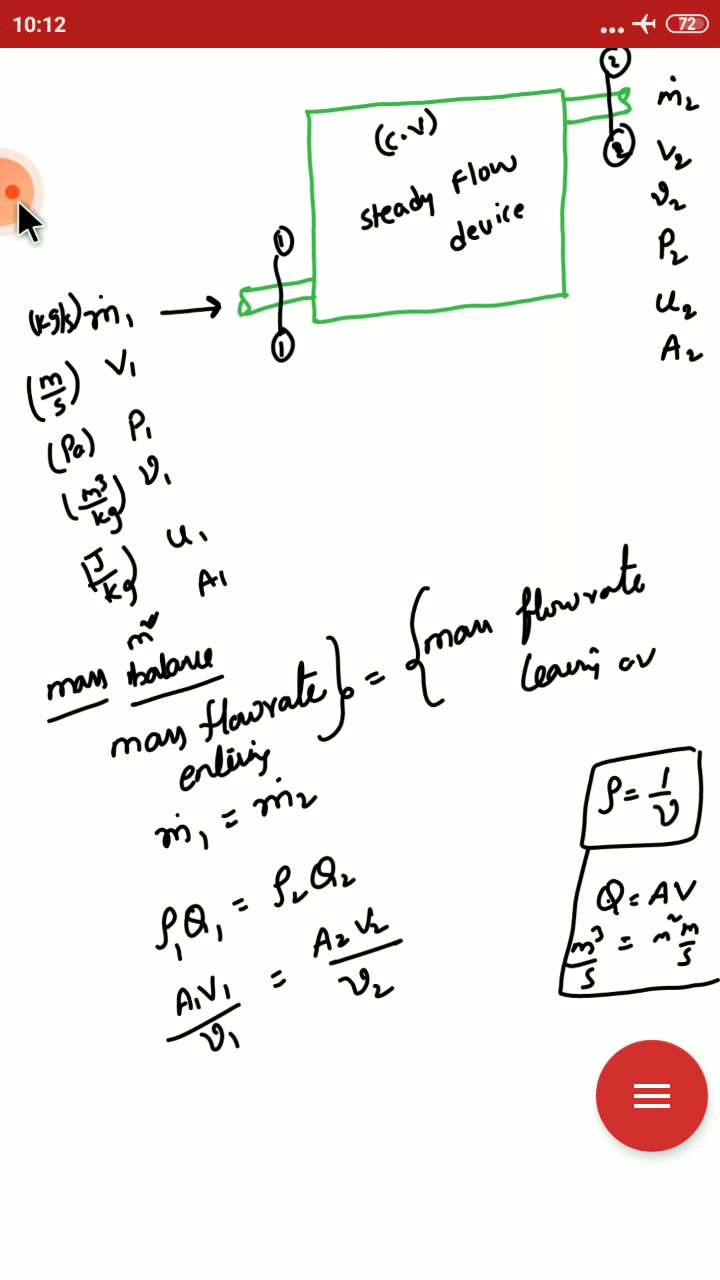 10:12
72
②
(C.V)
steady Flow
device
②
ṁ₂
V₂
v₂
P₂
u₂
A₂
①
①
(kg/s) ṁ₁ →
(m/s) V₁
(Pa) P₁
(m³/kg) v₁
(J/kg) u₁
A₁
m²
mass balance
mass flowrate
entering } = { mass flowrate
leaving cv
ṁ₁ = ṁ₂
ρ₁Q₁ = ρ₂Q₂
A₁V₁/v₁ = A₂V₂/v₂
ρ = 1/v
Q = AV
m³/s = m² m/s